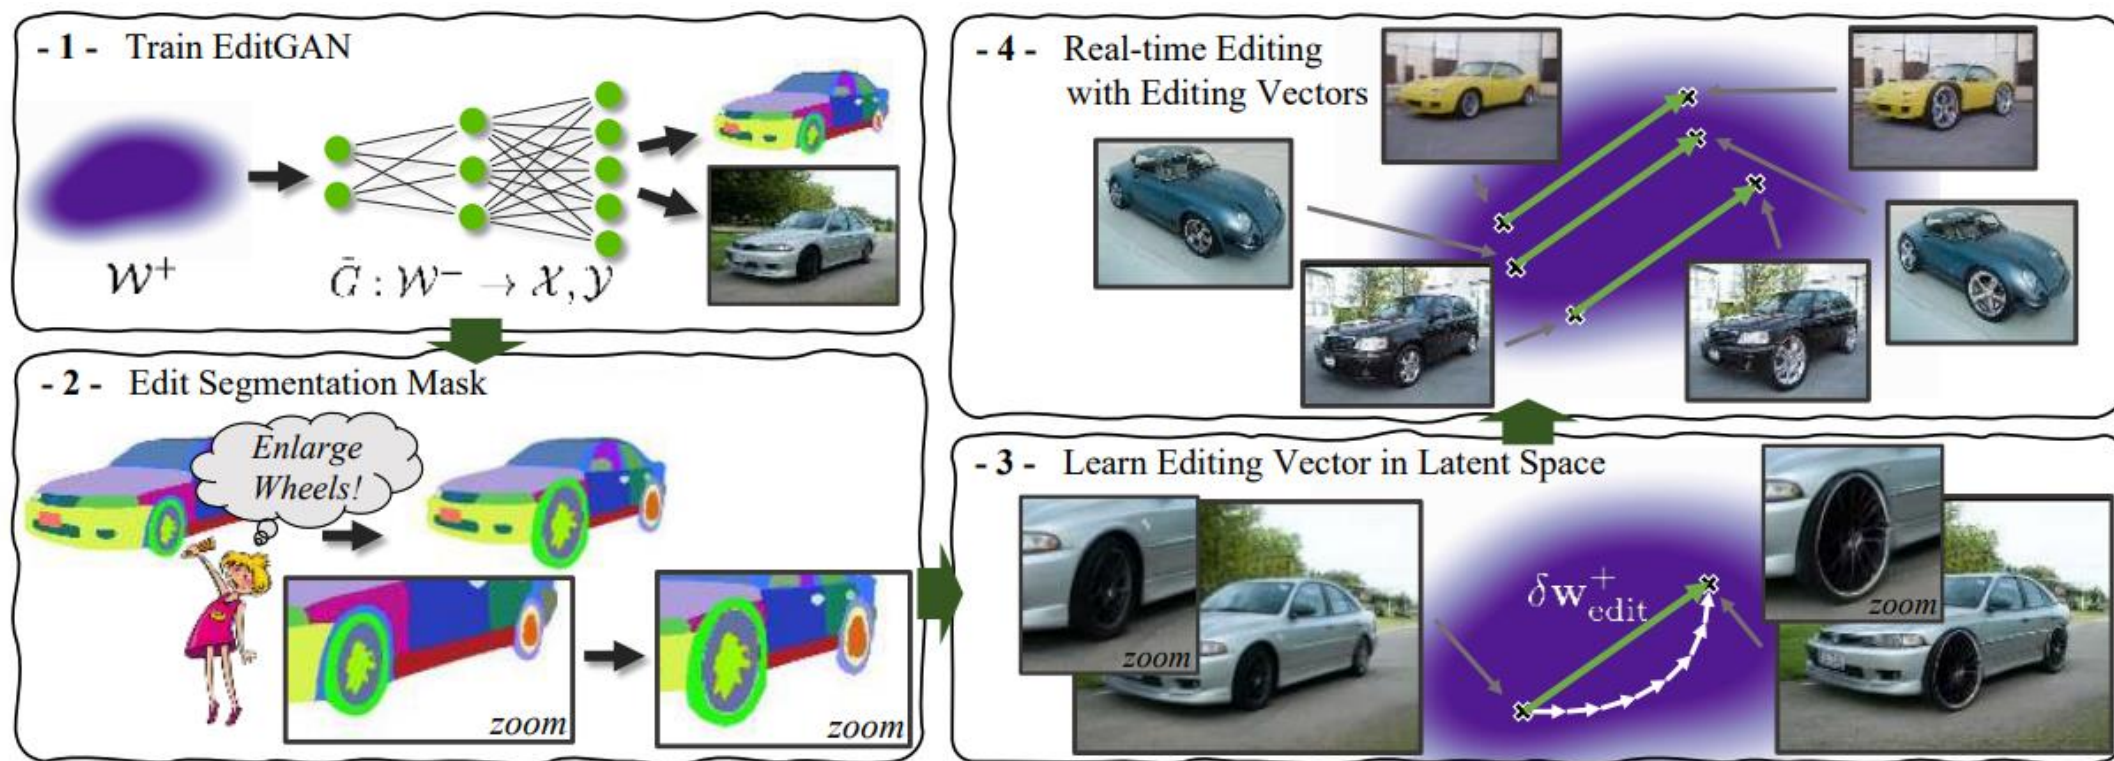 - 1 - Train EditGAN
𝒲⁺
G̃ : 𝒲⁻ → 𝒳, 𝒴
- 2 - Edit Segmentation Mask
Enlarge
Wheels!
zoom
zoom
- 3 - Learn Editing Vector in Latent Space
zoom
δw⁺edit
zoom
- 4 - Real-time Editing
with Editing Vectors